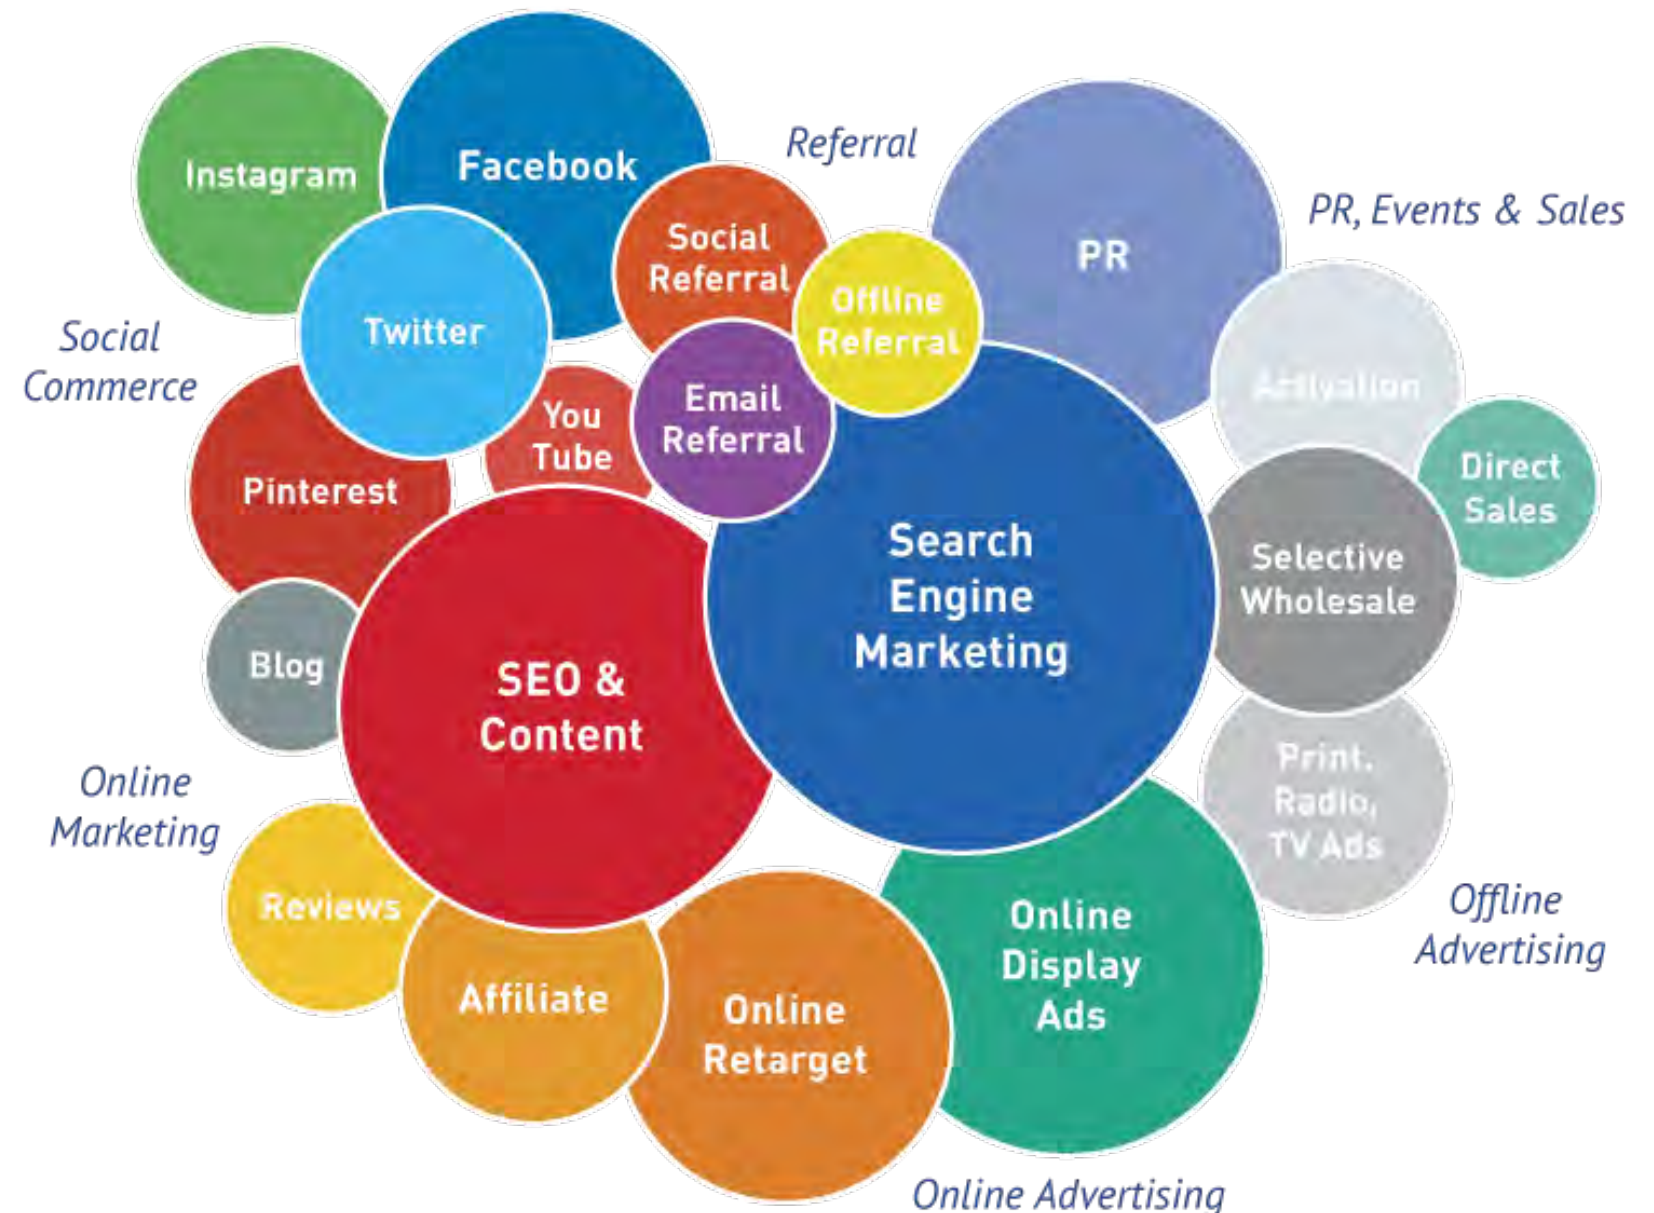 Instagram
Facebook
Referral
PR, Events & Sales
Social
Referral
PR
Offline
Referral
Twitter
Social
Commerce
Activation
You
Tube
Email
Referral
Direct
Sales
Pinterest
Search
Engine
Marketing
Selective
Wholesale
Blog
SEO &
Content
Print.
Radio,
TV Ads
Online
Marketing
Reviews
Offline
Advertising
Affiliate
Online
Retarget
Online
Display
Ads
Online Advertising